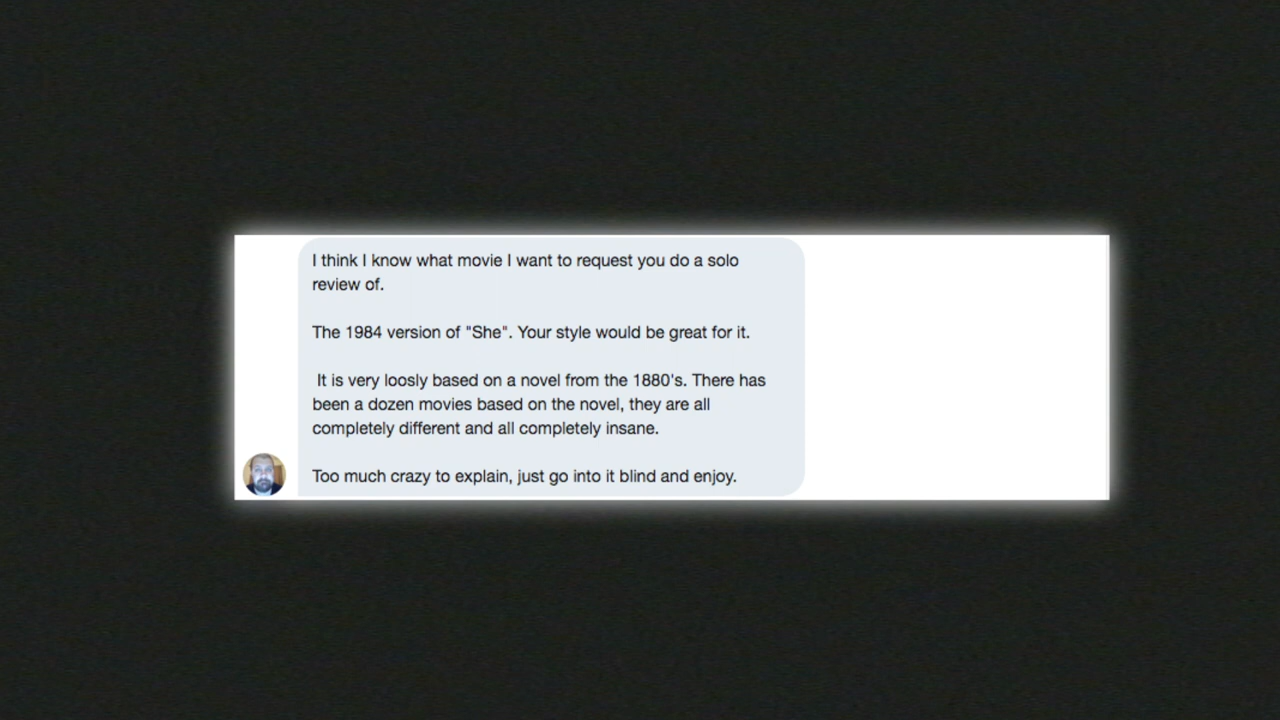 I think I know what movie I want to request you do a solo
review of.
The 1984 version of "She". Your style would be great for it.
It is very loosly based on a novel from the 1880's. There has
been a dozen movies based on the novel, they are all
completely different and all completely insane.
Too much crazy to explain, just go into it blind and enjoy.